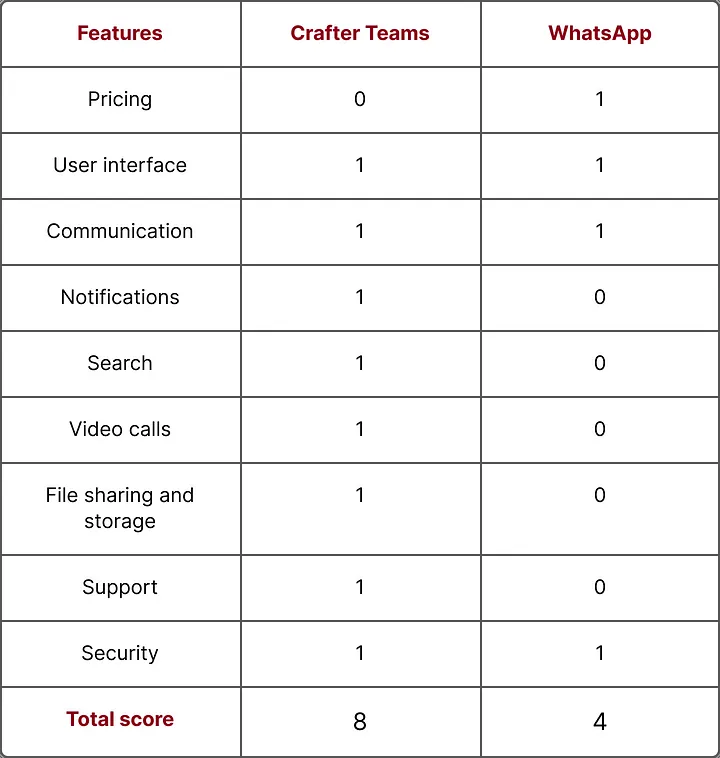 Features Crafter Teams WhatsApp
Pricing 0 1
User interface 1 1
Communication 1 1
Notifications 1 0
Search 1 0
Video calls 1 0
File sharing and 1 0
storage
Support 1 0
Security 1 1
Total score 8 4